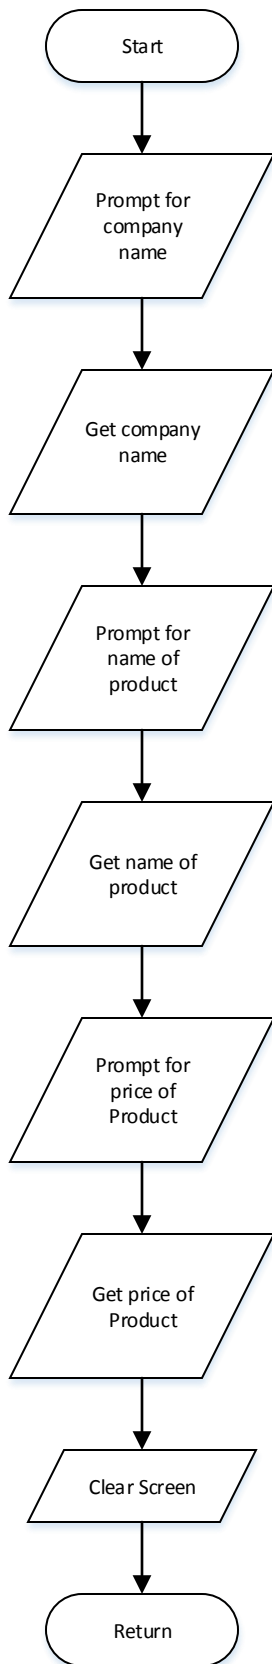 Start
Prompt for
company
name
Get company
name
Prompt for
name of
product
Get name of
product
Prompt for
price of
Product
Get price of
Product
Clear Screen
Return